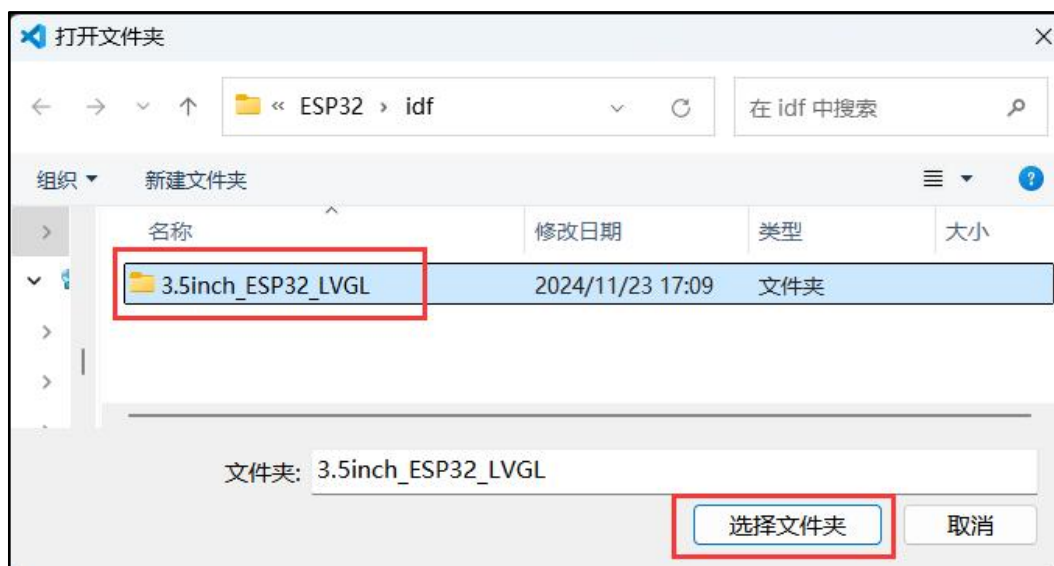 打开文件夹
« ESP32 › idf
在 idf 中搜索
组织
新建文件夹
名称 修改日期 类型 大小
3.5inch_ESP32_LVGL 2024/11/23 17:09 文件夹
文件夹: 3.5inch_ESP32_LVGL
选择文件夹 取消